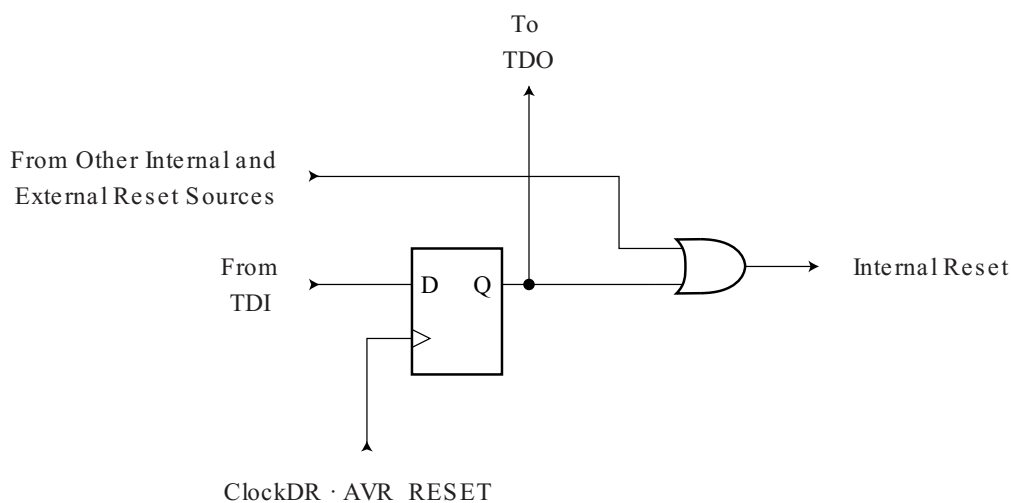 To
TDO
From Other Internal and
External Reset Sources
From
TDI
D Q
Internal Reset
ClockDR · AVR_RESET